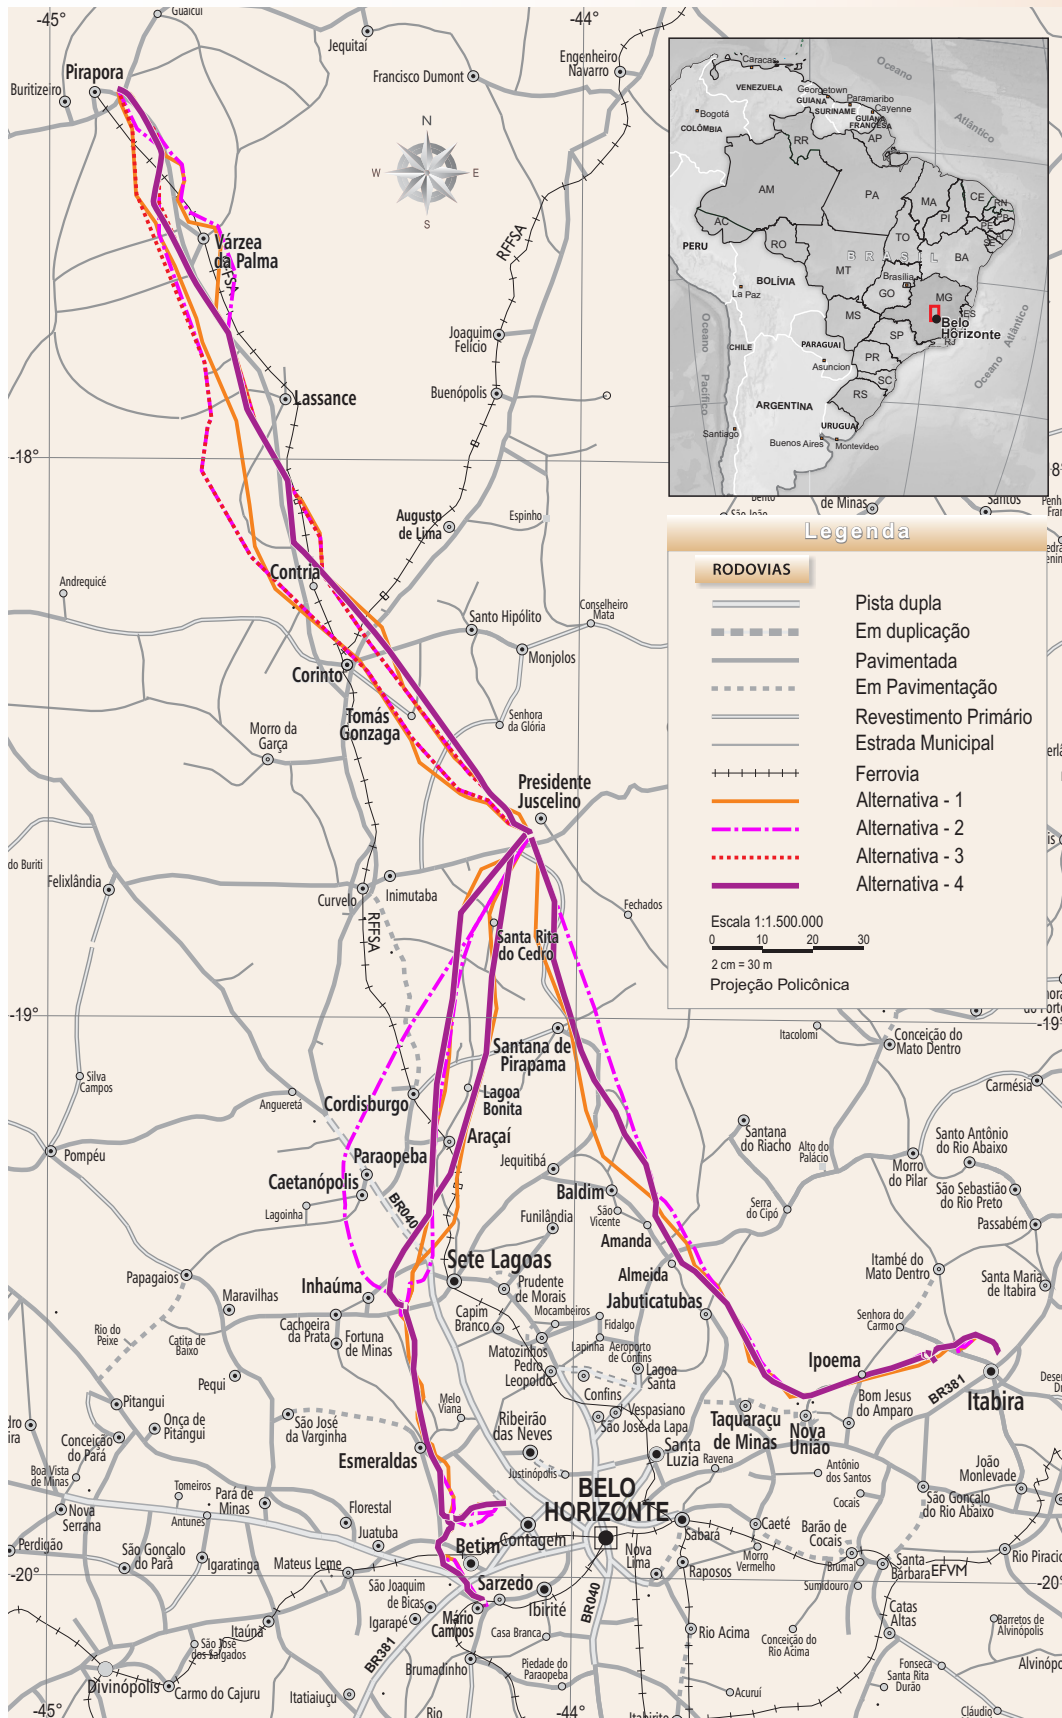 -45°
Guaicuí
-44°
Jequitaí
Pirapora
Buritizeiro
Francisco Dumont
Engenheiro
Navarro
N
W
E
S
RFFSA
Várzea
da Palma
Joaquim
Felício
Buenópolis
Lassance
-18°
Augusto
de Lima
Espinho
Contria
Andrequicé
Santo Hipólito
Conselheiro
Mata
Monjolos
Corinto
Tomás
Gonzaga
Senhora
da Glória
Morro da
Garça
Presidente
Juscelino
do Buriti
Felixlândia
Curvelo
Inimutaba
RFFSA
Fechados
Santa Rita
do Cedro
-19°
Santana de
Pirapama
Silva
Campos
Angueretá
Cordisburgo
Lagoa
Bonita
Araçaí
Pompéu
Paraopeba
Caetanópolis
Lagoinha
BR040
Jequitibá
Baldim
Funilândia
São
Vicente
Amanda
Santana
do Riacho
Alto do
Palácio
Serra
do Cipó
Itacolomi
Conceição do
Mato Dentro
-19°
Carmésia
Santo Antônio
do Rio Abaixo
Morro
do Pilar
São Sebastião
do Rio Preto
Passabém
Itambé do
Mato Dentro
Santa Maria
de Itabira
Papagaios
Sete Lagoas
Inhaúma
Maravilhas
Prudente
de Morais
Almeida
Jabuticatubas
Rio do
Peixe
Catita de
Baixo
Cachoeira
da Prata
Fortuna
de Minas
Capim
Branco
Mocambeiros
Fidalgo
Lapinha
Aeroporto
de Confins
Matozinhos
Pedro
Leopoldo
Lagoa
Santa
Confins
Senhora do
Carmo
Ipoema
Bom Jesus
do Amparo
BR381
Itabira
Pequi
Pitangui
Onça de
Pitangui
Conceição
do Pará
Boa Vista
de Minas
São José
da Varginha
Melo
Viana
Ribeirão
das Neves
Vespasiano
São José da Lapa
Taquaraçu
de Minas
Nova
União
Esmeraldas
Justinópolis
Santa
Luzia
Ravena
Antônio
dos Santos
João
Monlevade
Cocais
São Gonçalo
do Rio Abaixo
Nova
Serrana
Tomeiros
Antunes
Pará de
Minas
Florestal
BELO
HORIZONTE
Contagem
Sabará
Caeté
Barão de
Cocais
Perdigão
São Gonçalo
do Pará
Igaratinga
Juatuba
Mateus Leme
Betim
Nova
Lima
Raposos
Morro
Vermelho
Brumal
Sumidouro
Santa
Bárbara
EFVM
Rio Piracic
-20°
-20°
Sarzedo
Ibirité
BR040
São Joaquim
de Bicas
Igarapé
Mário
Campos
Casa Branca
Rio Acima
Conceição do
Rio Acima
Catas
Altas
Barretos de
Alvinópolis
Itaúna
São José
dos Salgados
BR381
Brumadinho
Piedade do
Paraopeba
Fonseca
Santa Rita
Durão
Alvinópo
Divinópolis
Carmo do Cajuru
Itatiaiuçu
Acuruí
Cláudio
-45°
Rio
-44°
Caracas
VENEZUELA
Georgetown
GUIANA
Paramaribo
SURINAME
Cayenne
GUIANA
FRANCESA
Oceano
Atlântico
Bogotá
COLÔMBIA
RR
AP
AM
PA
MA
CE
RN
PB
PE
AL
SE
PI
AC
RO
TO
PERU
MT
BRASIL
BA
Brasília
GO
BOLÍVIA
La Paz
MG
ES
MS
Belo
Horizonte
SP
RJ
PARAGUAI
Asuncion
PR
SC
RS
CHILE
ARGENTINA
URUGUAI
Santiago
Buenos Aires
Montevideo
Oceano
Pacífico
Oceano
Atlântico
de Minas
Santos
Legenda
RODOVIAS
Pista dupla
Em duplicação
Pavimentada
Em Pavimentação
Revestimento Primário
Estrada Municipal
Ferrovia
Alternativa - 1
Alternativa - 2
Alternativa - 3
Alternativa - 4
Escala 1:1.500.000
0 10 20 30
2 cm = 30 m
Projeção Policônica